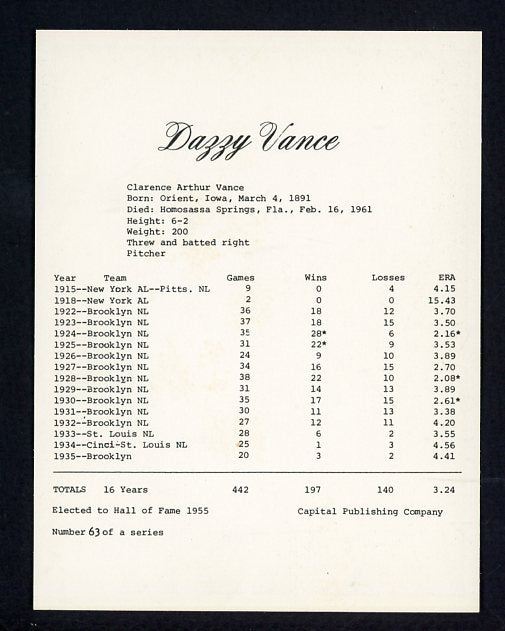 Dazzy Vance
Clarence Arthur Vance
Born: Orient, Iowa, March 4, 1891
Died: Homosassa Springs, Fla., Feb. 16, 1961
Height: 6-2
Weight: 200
Threw and batted right
Pitcher
Year Team Games Wins Losses ERA
1915--New York AL--Pitts. NL 9 0 4 4.15
1918--New York AL 2 0 0 15.43
1922--Brooklyn NL 36 18 12 3.70
1923--Brooklyn NL 37 18 15 3.50
1924--Brooklyn NL 35 28* 6 2.16*
1925--Brooklyn NL 31 22* 9 3.53
1926--Brooklyn NL 24 9 10 3.89
1927--Brooklyn NL 34 16 15 2.70
1928--Brooklyn NL 38 22 10 2.08*
1929--Brooklyn NL 31 14 13 3.89
1930--Brooklyn NL 35 17 15 2.61*
1931--Brooklyn NL 30 11 13 3.38
1932--Brooklyn NL 27 12 11 4.20
1933--St. Louis NL 28 6 2 3.55
1934--Cinci-St. Louis NL 25 1 3 4.56
1935--Brooklyn 20 3 2 4.41
TOTALS 16 Years 442 197 140 3.24
Elected to Hall of Fame 1955 Capital Publishing Company
Number 63 of a series